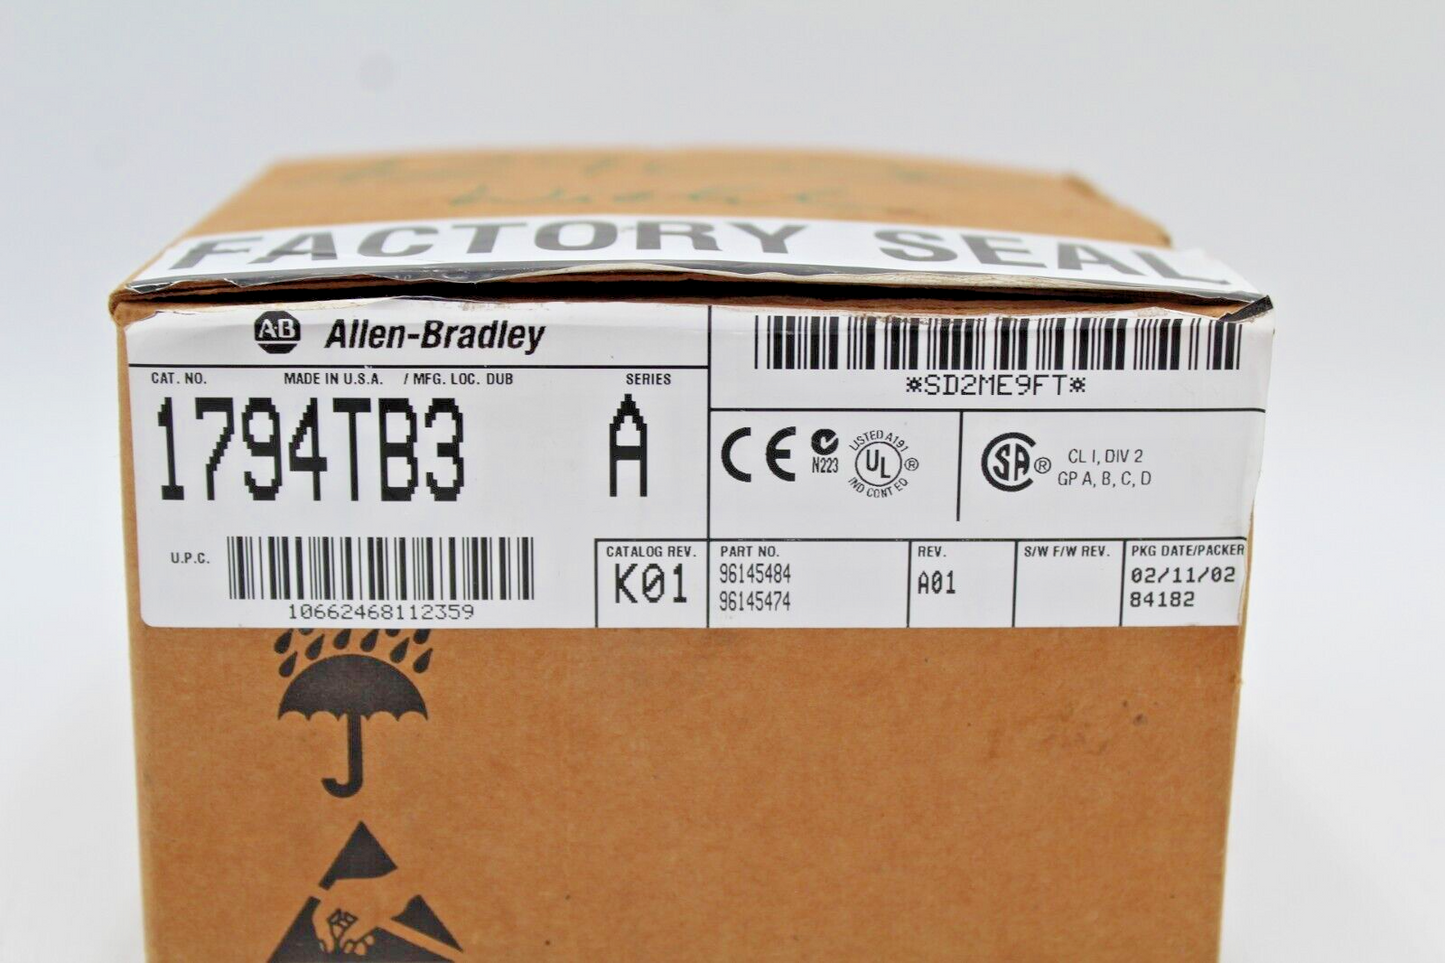 FACTORY SEAL
A·B Allen-Bradley
*SD2ME9FT*
CAT. NO. MADE IN U.S.A. / MFG. LOC. DUB SERIES
1794TB3 A
CE N223 LISTED A191 UL ® IND CONT EQ
SA ® CL I, DIV 2
GP A, B, C, D
U.P.C.
10662468112359
CATALOG REV.
K01
PART NO.
96145484
96145474
REV.
A01
S/W F/W REV.
PKG DATE/PACKER
02/11/02
84182